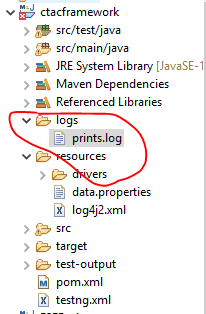 ctacframework
src/test/java
src/main/java
JRE System Library [JavaSE-1
Maven Dependencies
Referenced Libraries
logs
prints.log
resources
drivers
data.properties
log4j2.xml
src
target
test-output
pom.xml
testng.xml